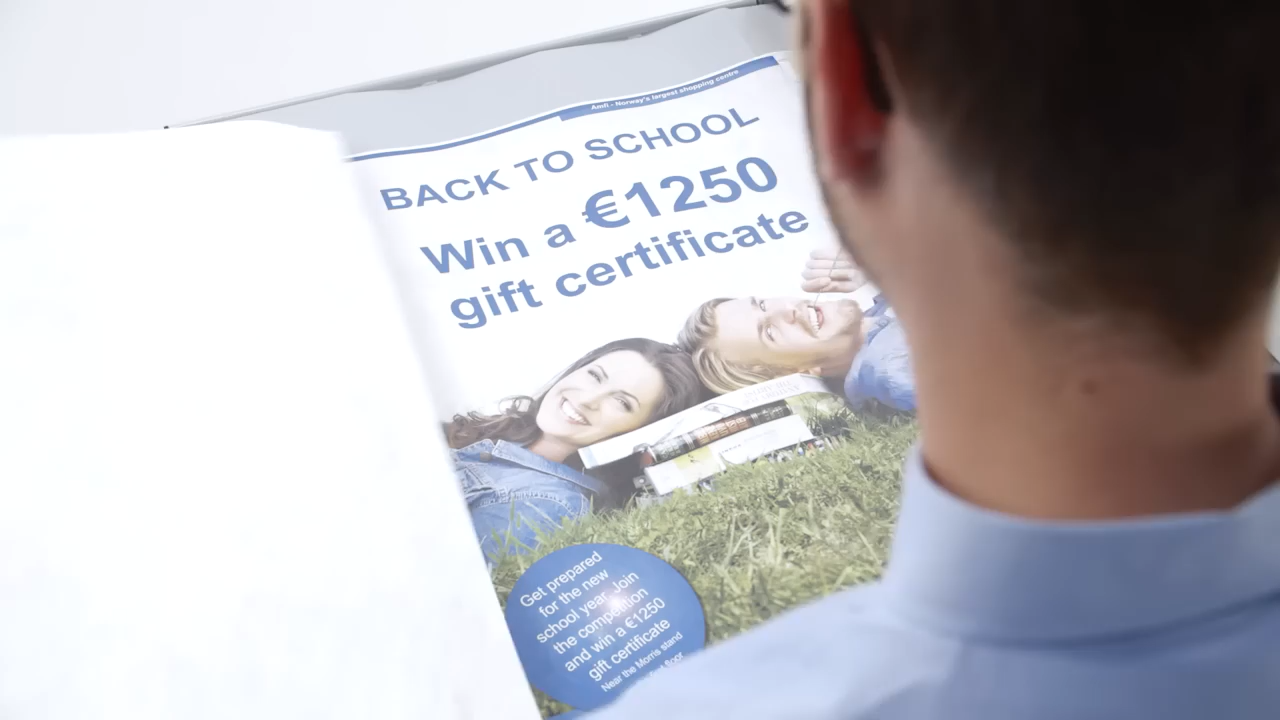 Amfi - Norway's largest shopping centre
BACK TO SCHOOL
Win a €1250
gift certificate
Get prepared
for the new
school year. Join
the competition
and win a €1250
gift certificate
Near the Morris stand
floor